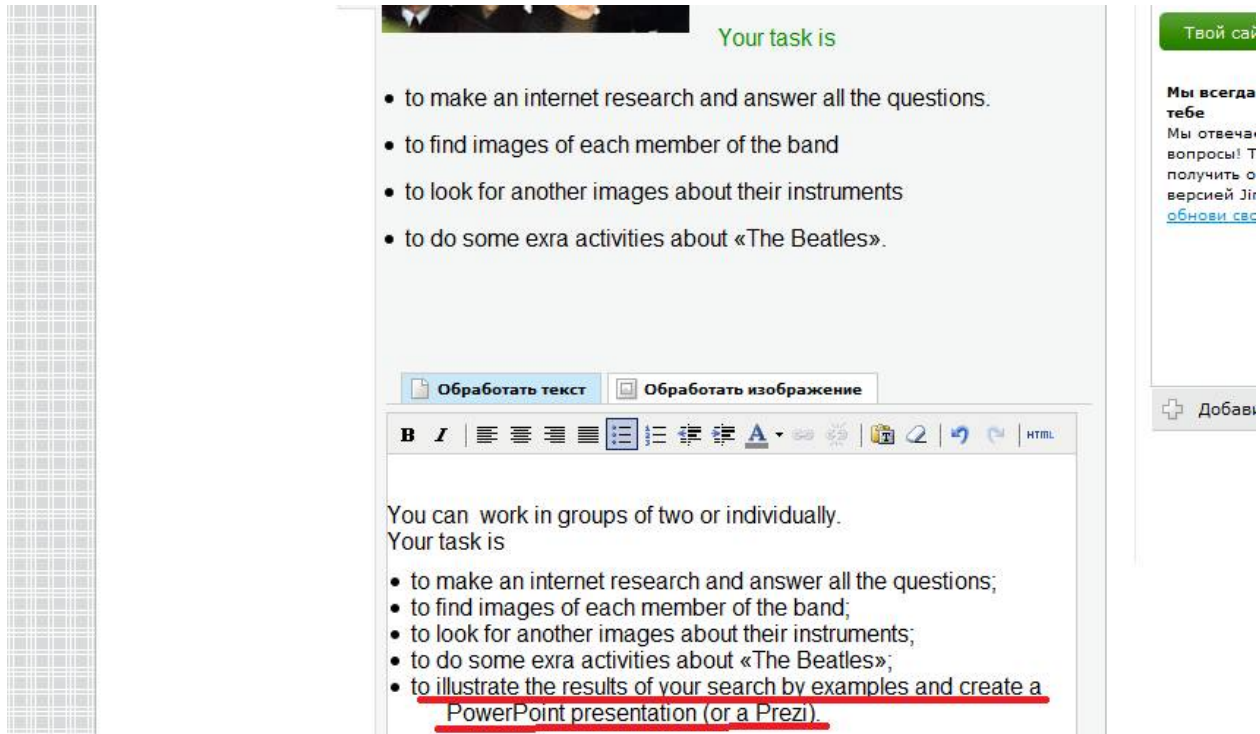 Your task is
• to make an internet research and answer all the questions.
• to find images of each member of the band
• to look for another images about their instruments
• to do some exra activities about «The Beatles».
Обработать текст Обработать изображение
B I A HTML
You can work in groups of two or individually.
Your task is
• to make an internet research and answer all the questions;
• to find images of each member of the band;
• to look for another images about their instruments;
• to do some exra activities about «The Beatles»;
• to illustrate the results of your search by examples and create a
PowerPoint presentation (or a Prezi).
Твой
Мы всегда
тебе
Мы
вопросы!
получить
версией
обнови